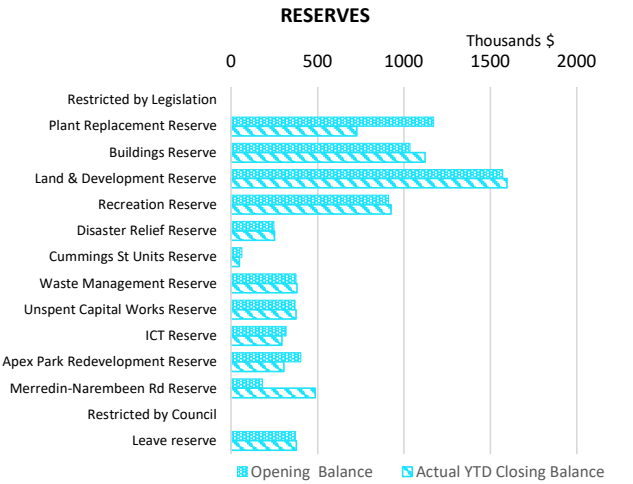 RESERVES
Thousands $
0 500 1000 1500 2000
Restricted by Legislation
Plant Replacement Reserve
Buildings Reserve
Land & Development Reserve
Recreation Reserve
Disaster Relief Reserve
Cummings St Units Reserve
Waste Management Reserve
Unspent Capital Works Reserve
ICT Reserve
Apex Park Redevelopment Reserve
Merredin-Narembeen Rd Reserve
Restricted by Council
Leave reserve
Opening Balance Actual YTD Closing Balance